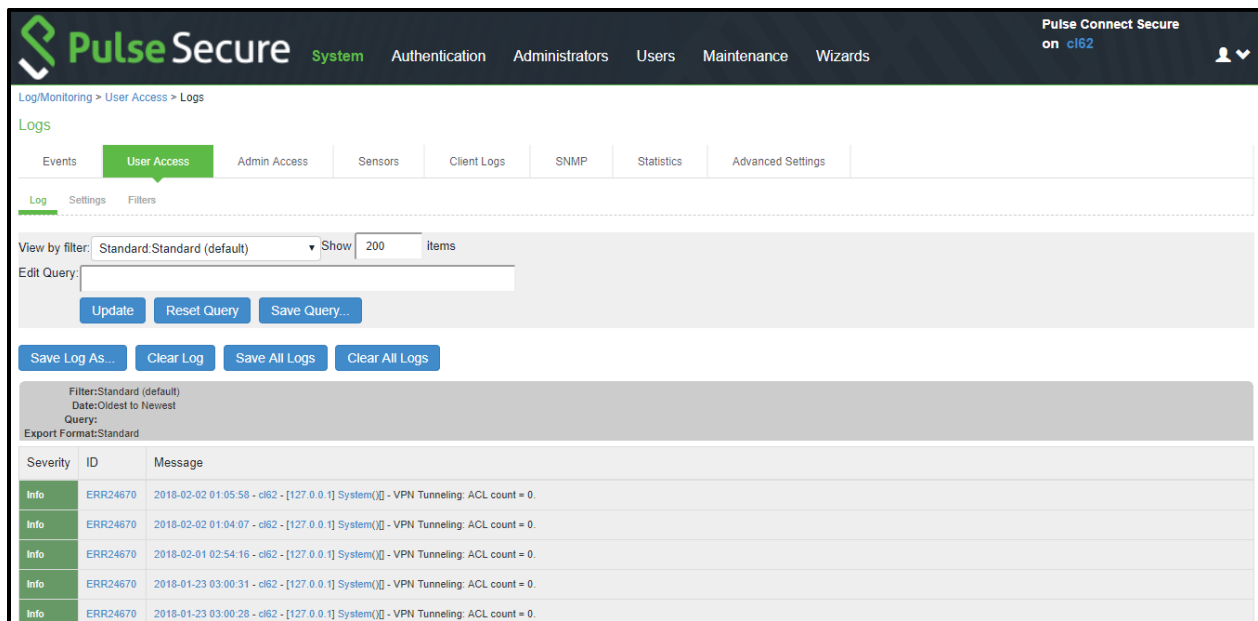 Pulse Secure System Authentication Administrators Users Maintenance Wizards
Pulse Connect Secure
on cl62
Log/Monitoring > User Access > Logs
Logs
Events User Access Admin Access Sensors Client Logs SNMP Statistics Advanced Settings
Log Settings Filters
View by filter: Standard:Standard (default) Show 200 items
Edit Query:
Update Reset Query Save Query...
Save Log As... Clear Log Save All Logs Clear All Logs
Filter:Standard (default)
Date:Oldest to Newest
Query:
Export Format:Standard
Severity ID Message
Info ERR24670 2018-02-02 01:05:58 - cl62 - [127.0.0.1] System()[] - VPN Tunneling: ACL count = 0.
Info ERR24670 2018-02-02 01:04:07 - cl62 - [127.0.0.1] System()[] - VPN Tunneling: ACL count = 0.
Info ERR24670 2018-02-01 02:54:16 - cl62 - [127.0.0.1] System()[] - VPN Tunneling: ACL count = 0.
Info ERR24670 2018-01-23 03:00:31 - cl62 - [127.0.0.1] System()[] - VPN Tunneling: ACL count = 0.
Info ERR24670 2018-01-23 03:00:28 - cl62 - [127.0.0.1] System()[] - VPN Tunneling: ACL count = 0.